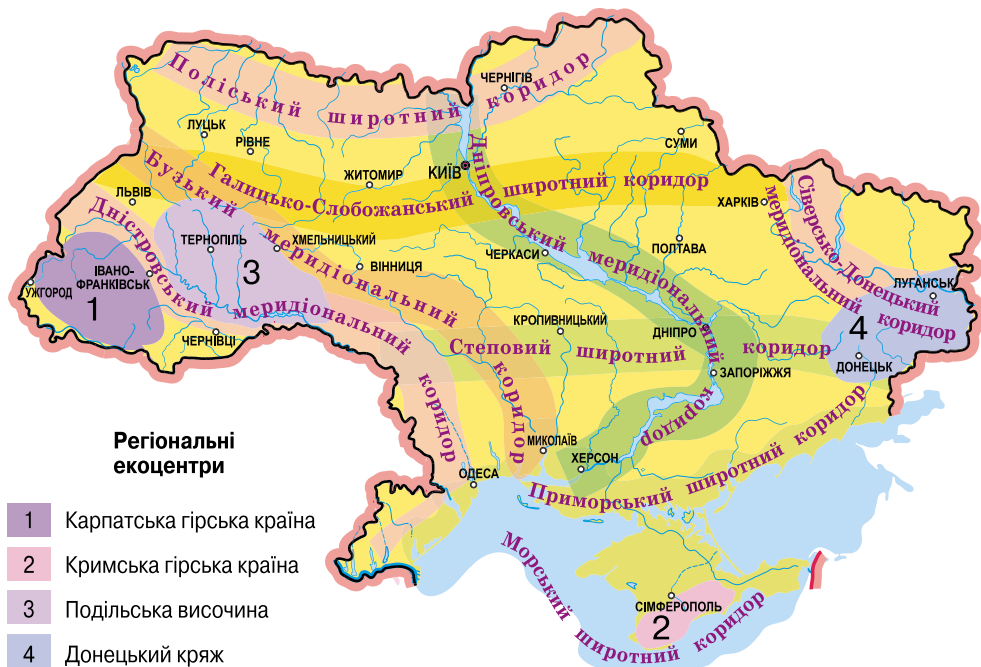 Поліський широтний коридор
ЧЕРНІГІВ
ЛУЦЬК
РІВНЕ
СУМИ
ЖИТОМИР
КИЇВ
Галицько-Слобожанський широтний коридор
ЛЬВІВ
ХАРКІВ
Бузький меридіональний коридор
Дніпровський меридіональний коридор
Сіверсько-Донецький
меридіональний коридор
Дністровський меридіональний коридор
ТЕРНОПІЛЬ
ХМЕЛЬНИЦЬКИЙ
3
ВІННИЦЯ
ЧЕРКАСИ
ПОЛТАВА
ІВАНО-
ФРАНКІВСЬК
УЖГОРОД
1
ЛУГАНСЬК
ЧЕРНІВЦІ
КРОПИВНИЦЬКИЙ
ДНІПРО
4
Степовий широтний коридор
ДОНЕЦЬК
ЗАПОРІЖЖЯ
МИКОЛАЇВ
ХЕРСОН
ОДЕСА
Приморський широтний коридор
Морський широтний коридор
СІМФЕРОПОЛЬ
2
Регіональні
екоцентри
1 Карпатська гірська країна
2 Кримська гірська країна
3 Подільська височина
4 Донецький кряж